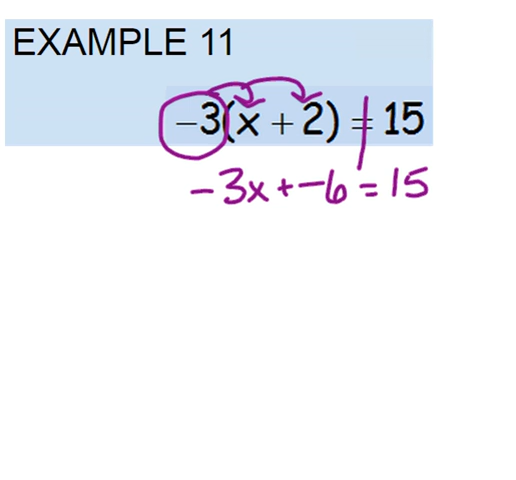 EXAMPLE 11
−3(x + 2) = 15
-3x + -6 = 15